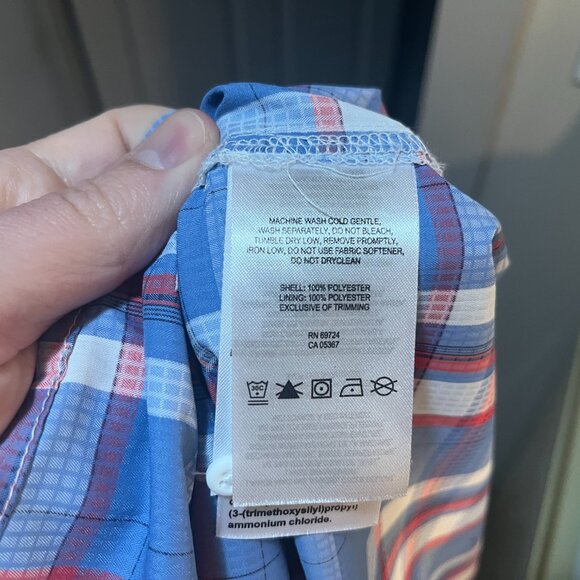 MACHINE WASH COLD GENTLE,
WASH SEPARATELY, DO NOT BLEACH,
TUMBLE DRY LOW, REMOVE PROMPTLY,
IRON LOW, DO NOT USE FABRIC SOFTENER,
DO NOT DRYCLEAN
SHELL: 100% POLYESTER
LINING: 100% POLYESTER
EXCLUSIVE OF TRIMMING
RN 69724
CA 05367
30C
(3-(trimethoxysilyl)propyl)
ammonium chloride.